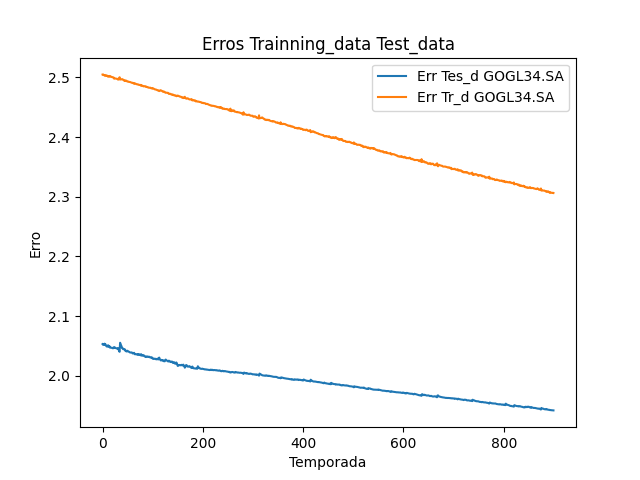 Erros Trainning_data Test_data
Err Tes_d GOGL34.SA
Err Tr_d GOGL34.SA
2.5
2.4
2.3
2.2
2.1
2.0
Erro
0
200
400
600
800
Temporada